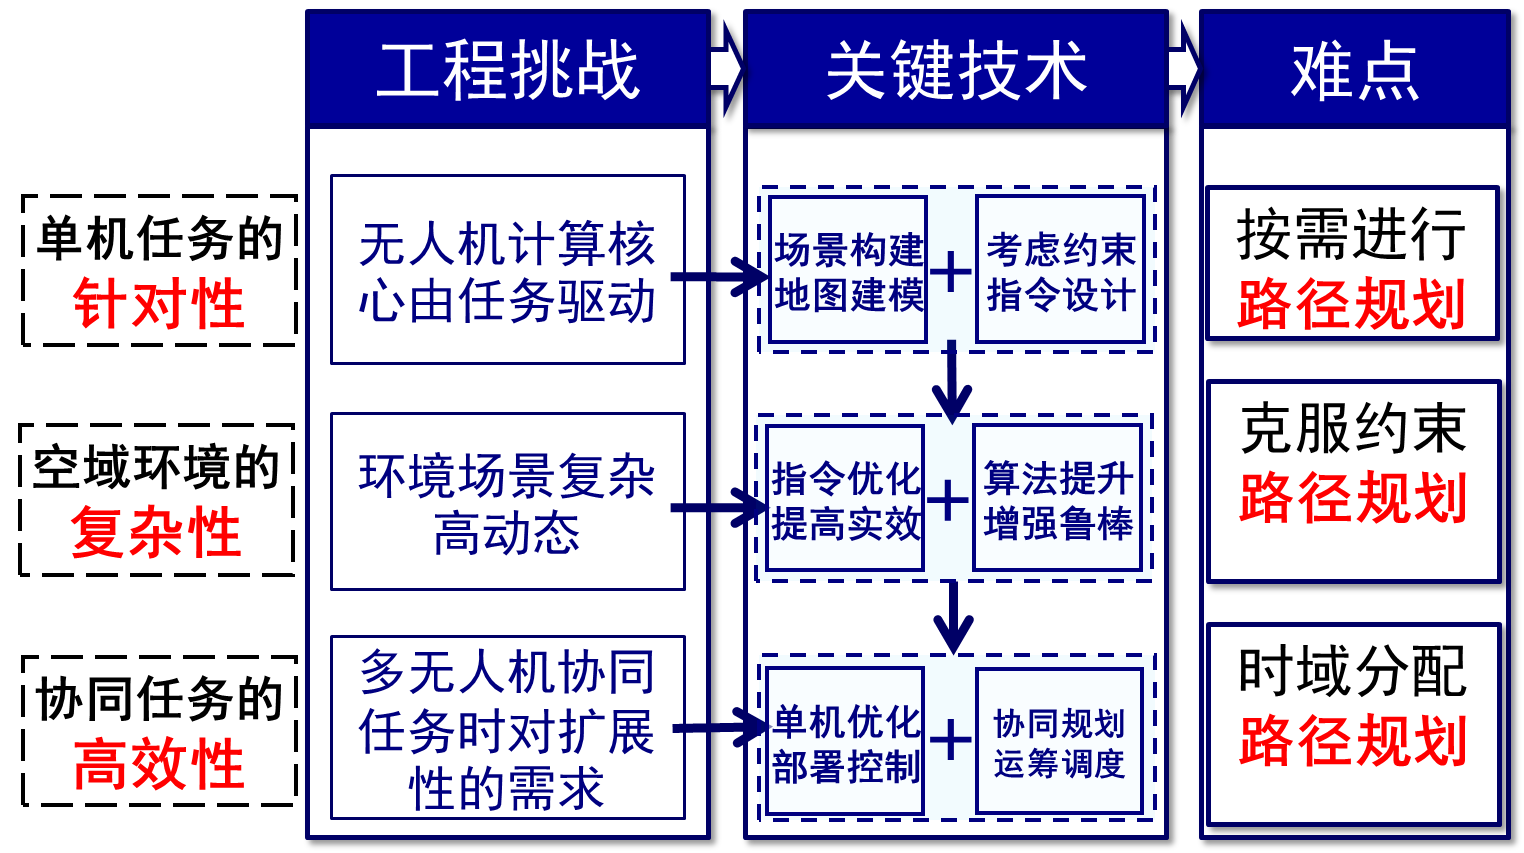 工程挑战
关键技术
难点
单机任务的
针对性
无人机计算核
心由任务驱动
场景构建
地图建模
+
考虑约束
指令设计
按需进行
路径规划
空域环境的
复杂性
环境场景复杂
高动态
指令优化
提高实效
+
算法提升
增强鲁棒
克服约束
路径规划
协同任务的
高效性
多无人机协同
任务时对扩展
性的需求
单机优化
部署控制
+
协同规划
运筹调度
时域分配
路径规划